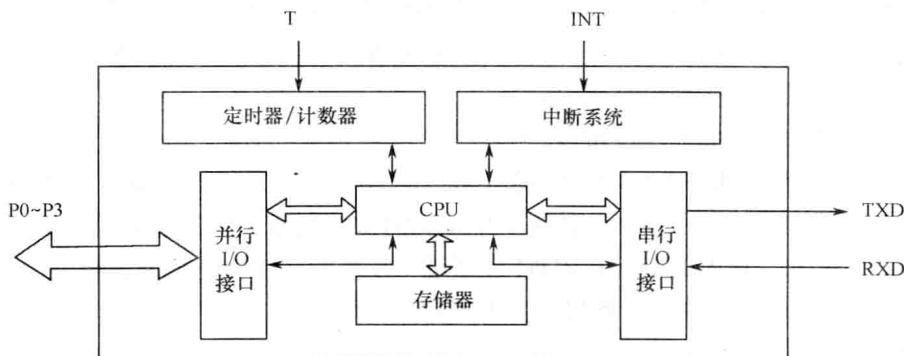 T
INT
定时器/计数器
中断系统
P0~P3
并行
I/O
接口
CPU
存储器
串行
I/O
接口
TXD
RXD